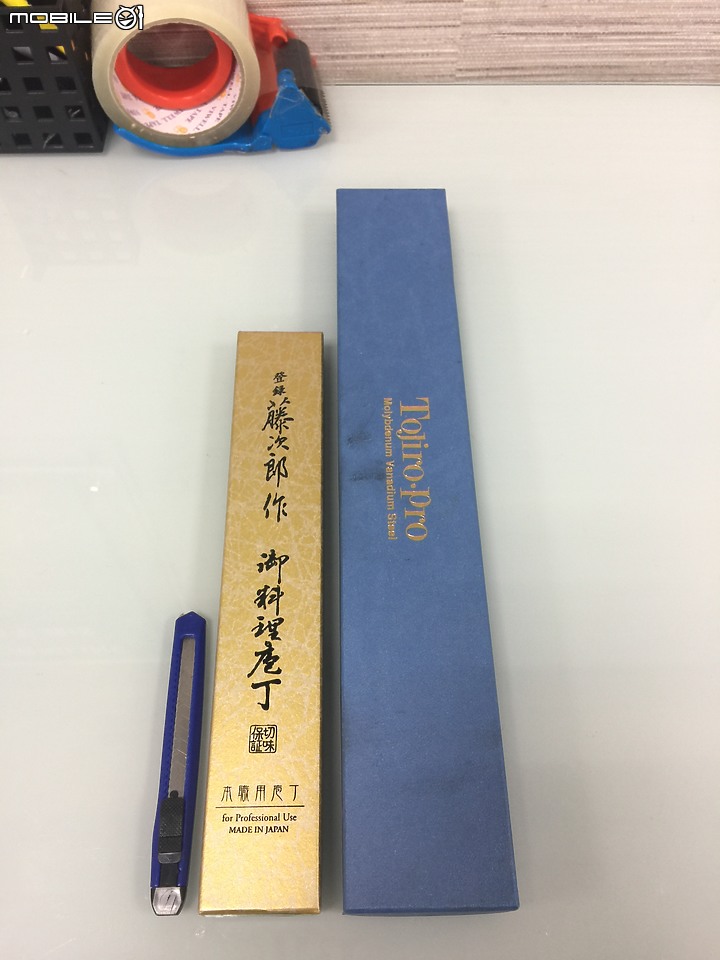 MOBILE01
登録
藤次郎作
御料理庖丁
切味
保証
本職用庖丁
for Professional Use
MADE IN JAPAN
Tojiro·Pro
Molybdenum Vanadium Steel